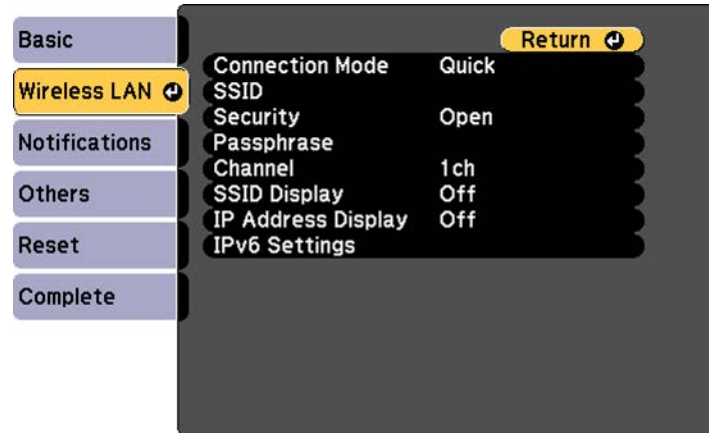 Basic
Wireless LAN
Notifications
Others
Reset
Complete
Return
Connection Mode Quick
SSID
Security Open
Passphrase
Channel 1ch
SSID Display Off
IP Address Display Off
IPv6 Settings